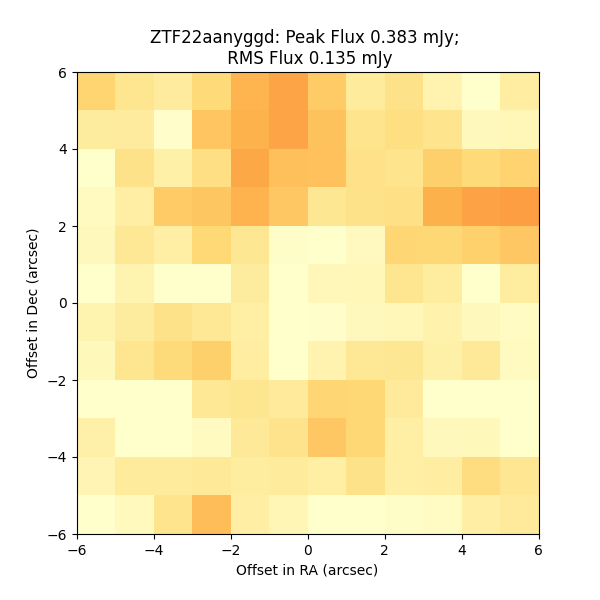 ZTF22aanyggd: Peak Flux 0.383 mJy;
RMS Flux 0.135 mJy
6
4
2
0
−2
−4
−6
Offset in Dec (arcsec)
−6 −4 −2 0 2 4 6
Offset in RA (arcsec)